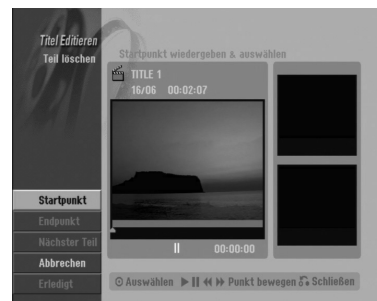 Titel Editieren
Teil löschen
Startpunkt wiedergeben & auswählen
TITLE 1
16/06 00:02:07
00:00:00
Startpunkt
Endpunkt
Nächster Teil
Abbrechen
Erledigt
Auswählen Punkt bewegen Schließen